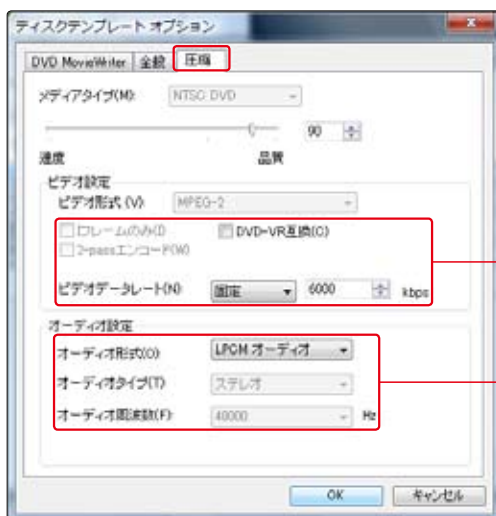 ディスクテンプレート オプション
DVD MovieWriter 全般 圧縮
メディアタイプ(M): NTSC DVD
90
速度 品質
ビデオ設定
ビデオ形式 (V) MPEG-2
フレームのみ(I) DVD-VR互換(C)
2-passエンコード(W)
ビデオデータレート(N) 固定 6000 kbps
オーディオ設定
オーディオ形式(O) LPCM オーディオ
オーディオタイプ(T) ステレオ
オーディオ周波数(F) 48000 Hz
OK キャンセル